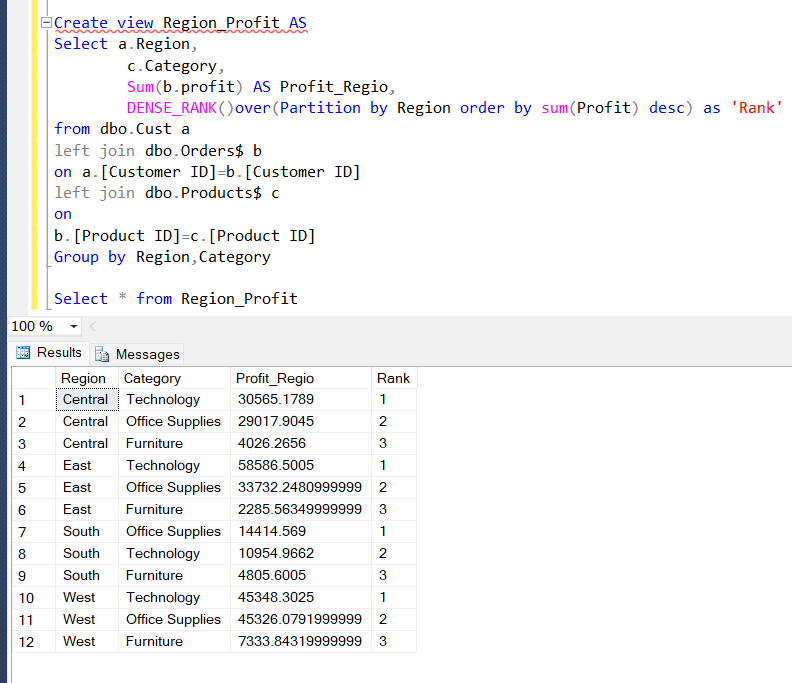 Create view Region_Profit AS
Select a.Region,
c.Category,
Sum(b.profit) AS Profit_Regio,
DENSE_RANK()over(Partition by Region order by sum(Profit) desc) as 'Rank'
from dbo.Cust a
left join dbo.Orders$ b
on a.[Customer ID]=b.[Customer ID]
left join dbo.Products$ c
on
b.[Product ID]=c.[Product ID]
Group by Region,Category
Select * from Region_Profit
100 %
Results Messages
Region Category Profit_Regio Rank
1 Central Technology 30565.1789 1
2 Central Office Supplies 29017.9045 2
3 Central Furniture 4026.2656 3
4 East Technology 58586.5005 1
5 East Office Supplies 33732.2480999999 2
6 East Furniture 2285.56349999999 3
7 South Office Supplies 14414.569 1
8 South Technology 10954.9662 2
9 South Furniture 4805.6005 3
10 West Technology 45348.3025 1
11 West Office Supplies 45326.0791999999 2
12 West Furniture 7333.84319999999 3